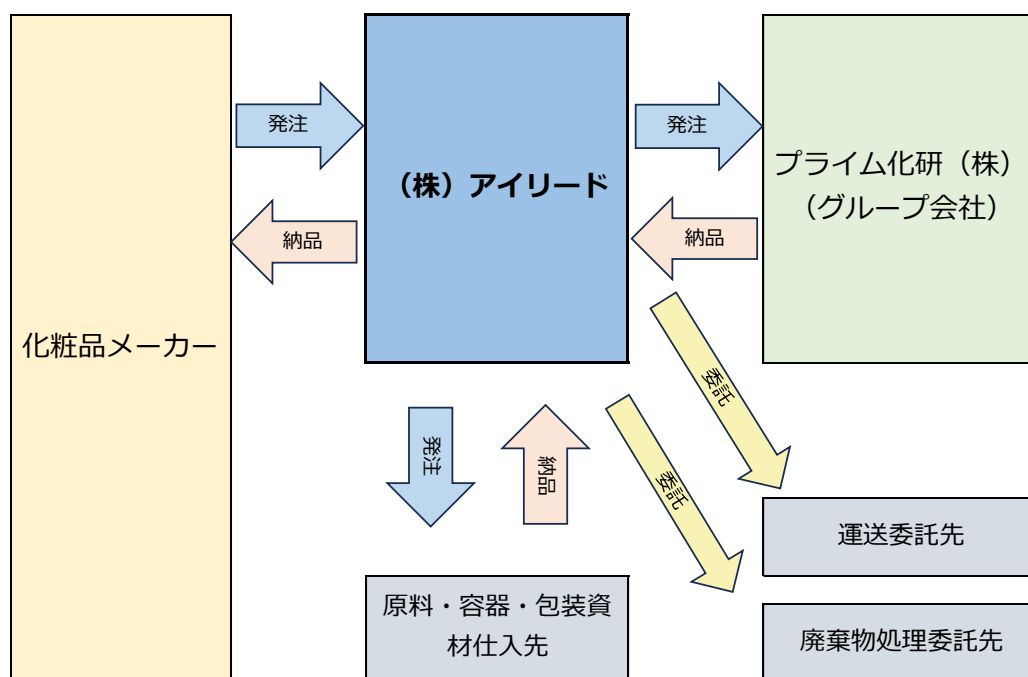 発注
発注
（株）アイリード
プライム化研（株）
（グループ会社）
納品
納品
化粧品メーカー
委託
発注
納品
委託
運送委託先
原料・容器・包装資
材仕入先
廃棄物処理委託先